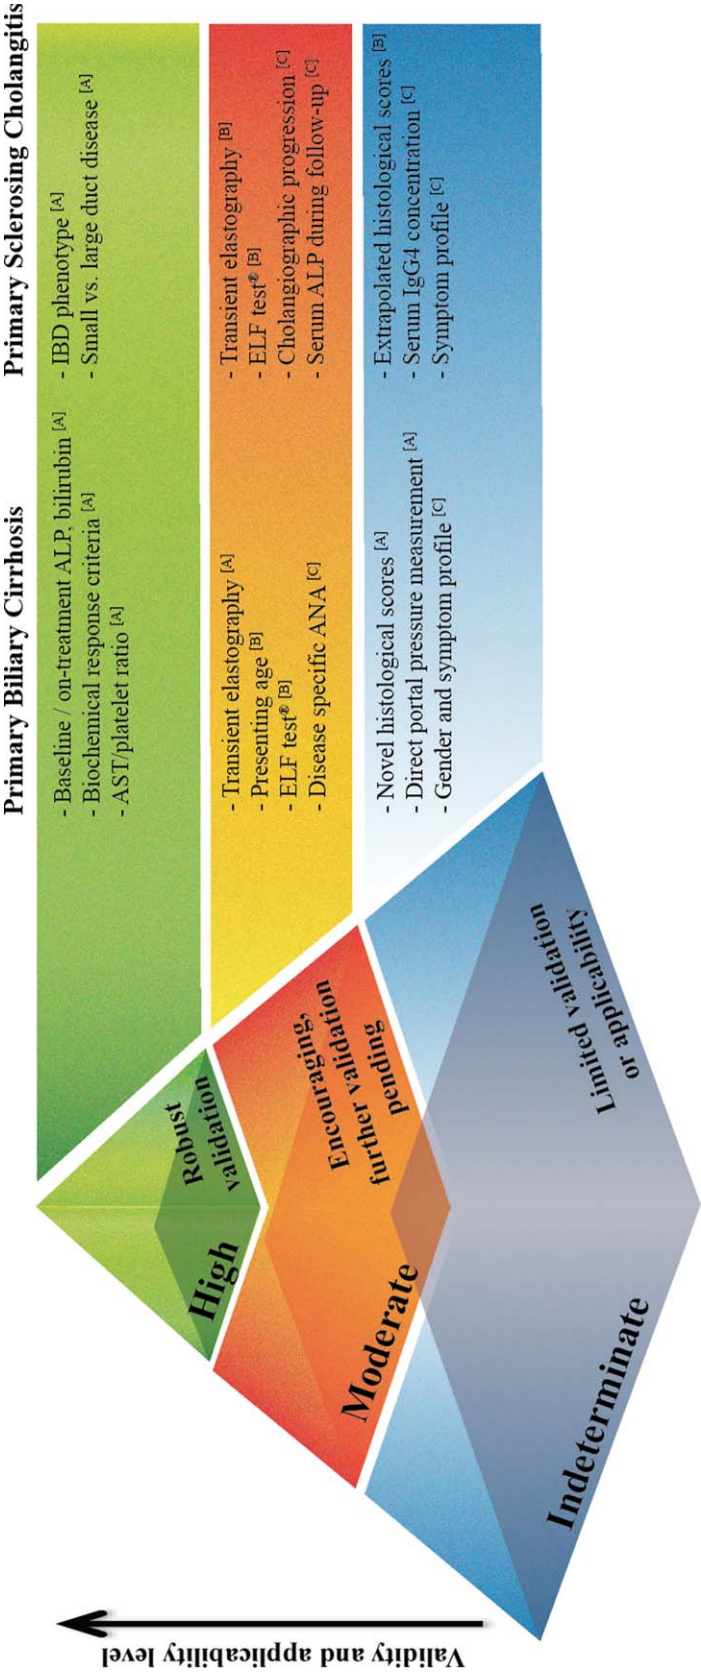 Primary Biliary Cirrhosis
Primary Sclerosing Cholangitis
Validity and applicability level
High
Robust
validation
- Baseline / on-treatment ALP, bilirubin [A]
- Biochemical response criteria [A]
- AST/platelet ratio [A]
- IBD phenotype [A]
- Small vs. large duct disease [A]
Moderate
Encouraging,
further validation
pending
- Transient elastography [A]
- Presenting age [B]
- ELF test® [B]
- Disease specific ANA [C]
- Transient elastography [B]
- ELF test® [B]
- Cholangiographic progression [C]
- Serum ALP during follow-up [C]
Indeterminate
Limited validation
or applicability
- Novel histological scores [A]
- Direct portal pressure measurement [A]
- Gender and symptom profile [C]
- Extrapolated histological scores [B]
- Serum IgG4 concentration [C]
- Symptom profile [C]